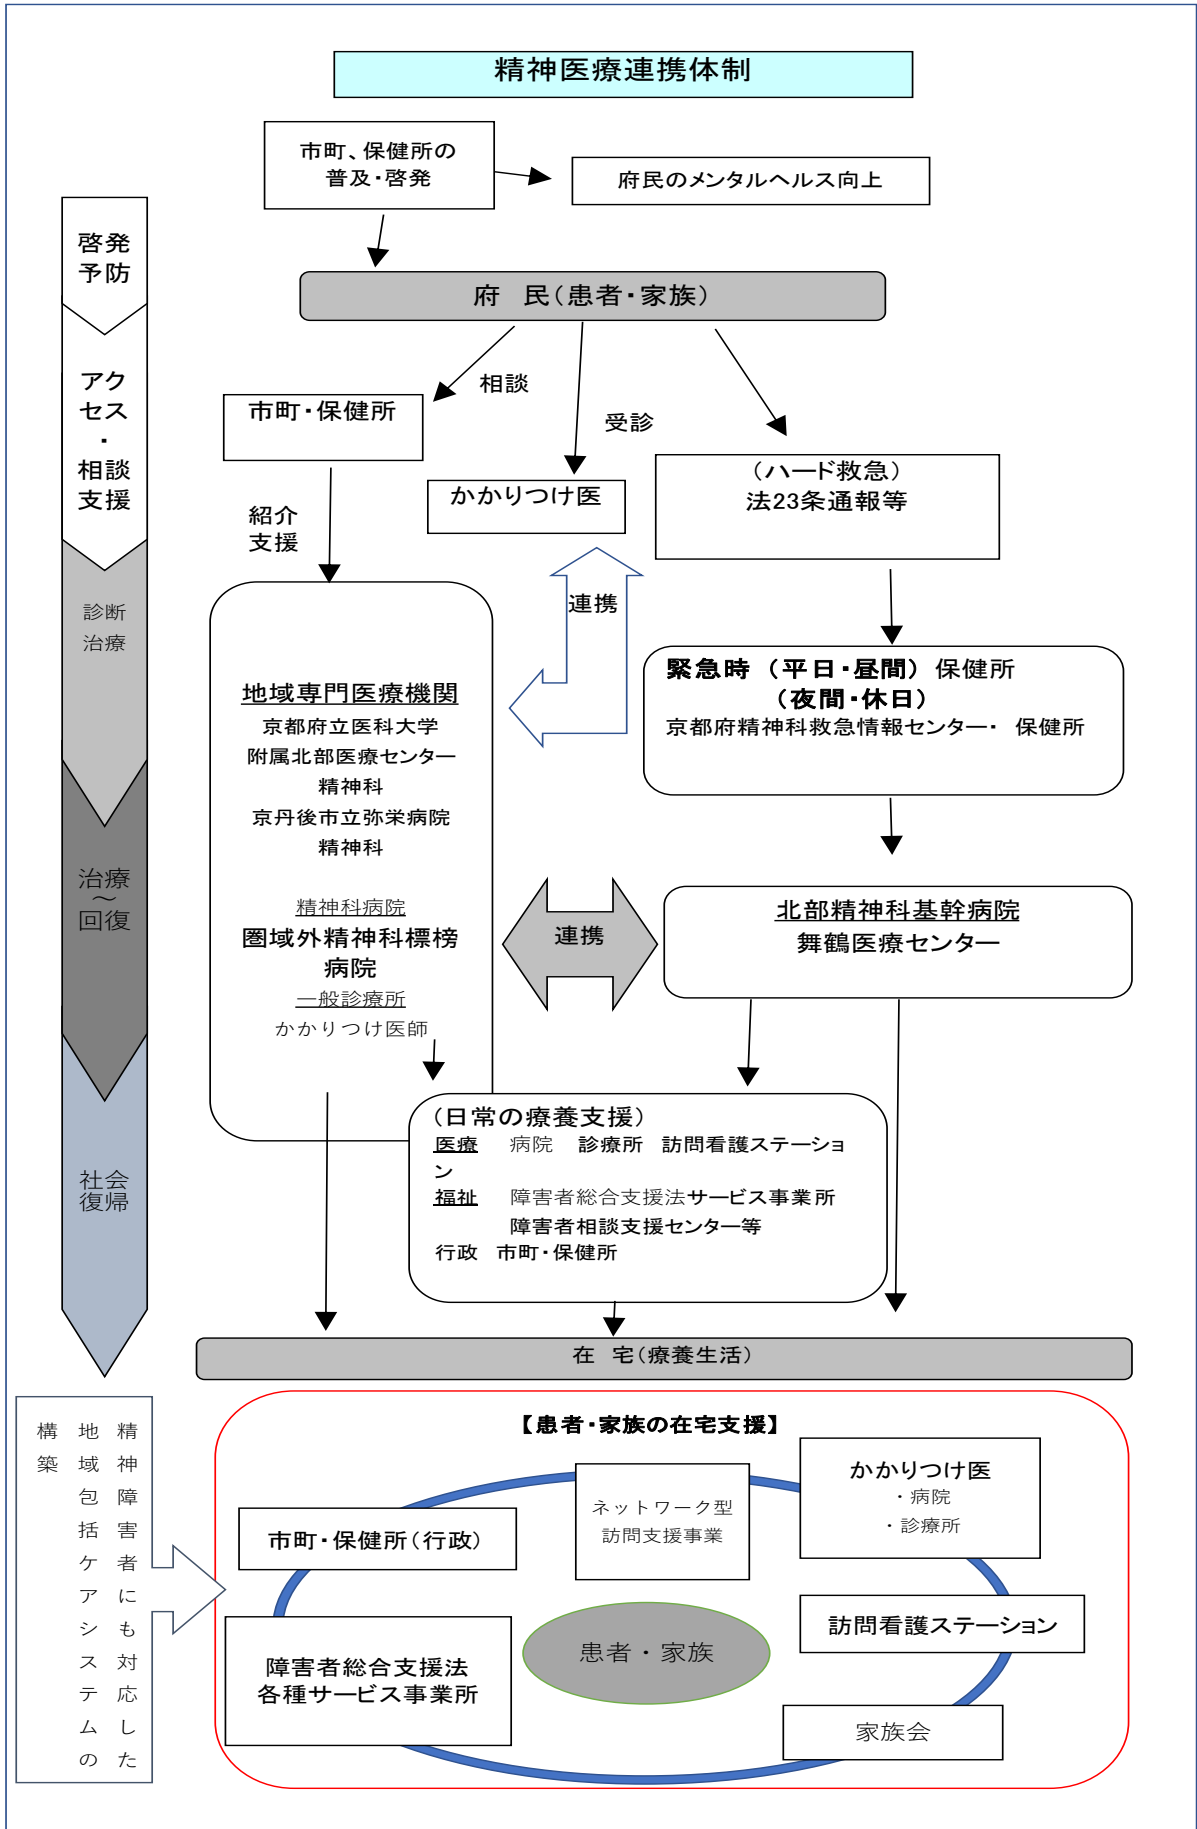 精神医療連携体制
市町、保健所の
普及・啓発
府民のメンタルヘルス向上
啓発
予防
府　民（患者・家族）
アク
セス
・
相談
支援
相談
市町・保健所
受診
かかりつけ医
（ハード救急）
法23条通報等
紹介
支援
連携
診断
治療
緊急時（平日・昼間）保健所
（夜間・休日）
京都府精神科救急情報センター・　保健所
地域専門医療機関
京都府立医科大学
附属北部医療センター
精神科
京丹後市立弥栄病院
精神科
精神科病院
圏域外精神科標榜
病院
一般診療所
かかりつけ医師
治療
～
回復
連携
北部精神科基幹病院
舞鶴医療センター
（日常の療養支援）
医療　病院　診療所　訪問看護ステーショ
ン
福祉　障害者総合支援法サービス事業所
障害者相談支援センター等
行政　市町・保健所
社会
復帰
在　宅（療養生活）
精神障害者にも対応した
地域包括ケアシステムの
構築
【患者・家族の在宅支援】
かかりつけ医
・病院
・診療所
ネットワーク型
訪問支援事業
市町・保健所（行政）
訪問看護ステーション
患者・家族
障害者総合支援法
各種サービス事業所
家族会